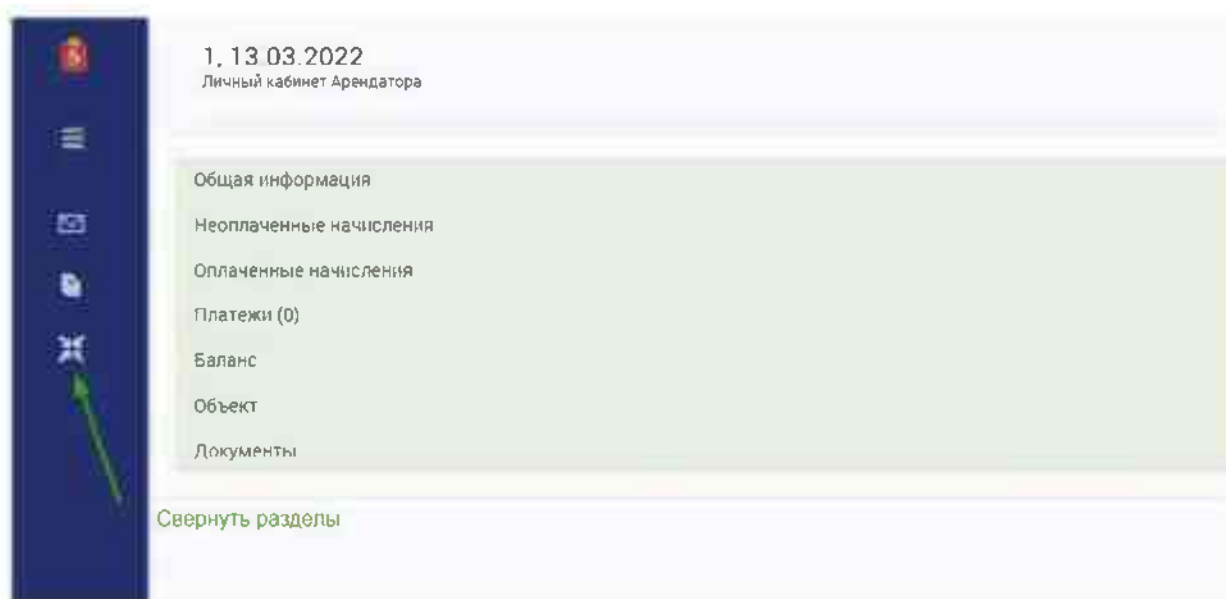 1, 13.03.2022
Личный кабинет Арендатора
Общая информация
Неоплаченные начисления
Оплаченные начисления
Платежи (0)
Баланс
Объект
Документы
Свернуть разделы